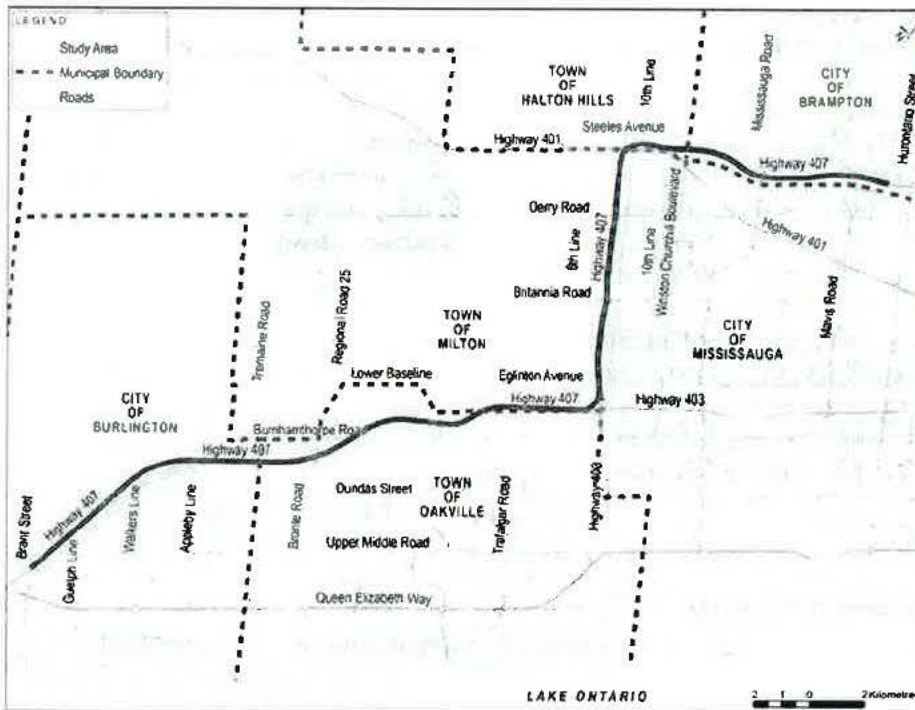 LEGEND
Study Area
Municipal Boundary
Roads
TOWN
OF
HALTON HILLS
10th Line
Mississauga Road
CITY
OF
BRAMPTON
Hurontario Street
Steeles Avenue
Highway 401
Highway 407
Derry Road
Highway 401
6th Line
Highway 407
10th Line
Winston Churchill Boulevard
Britannia Road
Mavis Road
Tremaine Road
Regional Road 25
TOWN
OF
MILTON
CITY
OF
MISSISSAUGA
Lower Baseline
Eglinton Avenue
Highway 407
Highway 403
CITY
OF
BURLINGTON
Burnhamthorpe Road
Highway 407
Brant Street
Highway 407
Guelph Line
Walkers Line
Appleby Line
Bronte Road
Dundas Street
TOWN
OF
OAKVILLE
Trafalgar Road
Highway 403
Upper Middle Road
Queen Elizabeth Way
LAKE ONTARIO
2 1 0 2 Kilometres